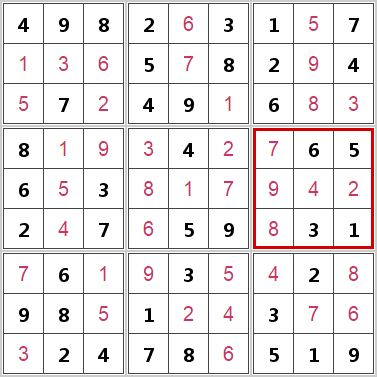 4 9 8 2 6 3 1 5 7
1 3 6 5 7 8 2 9 4
5 7 2 4 9 1 6 8 3
8 1 9 3 4 2 7 6 5
6 5 3 8 1 7 9 4 2
2 4 7 6 5 9 8 3 1
7 6 1 9 3 5 4 2 8
9 8 5 1 2 4 3 7 6
3 2 4 7 8 6 5 1 9